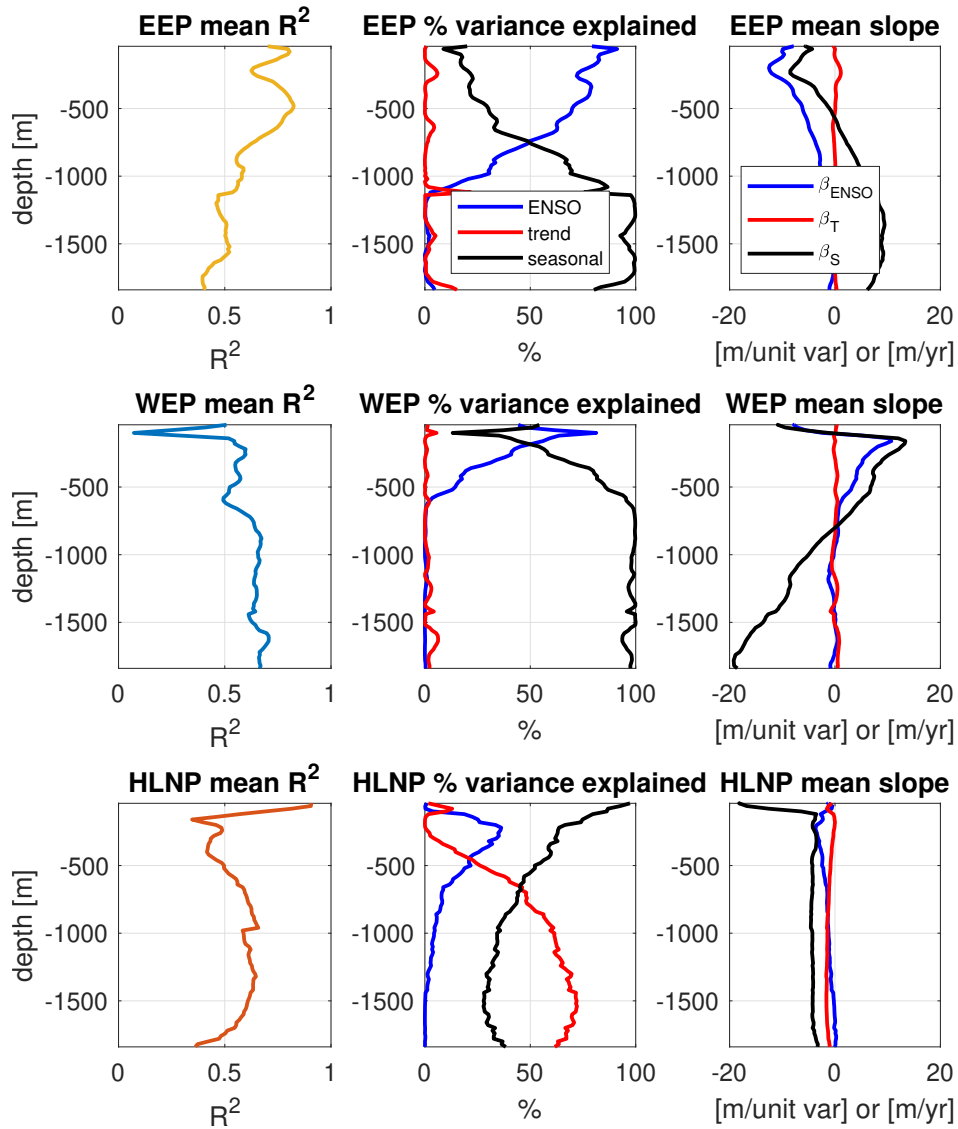 EEP mean R²
EEP % variance explained
EEP mean slope
depth [m]
-500
-1000
-1500
0
0.5
1
R²
ENSO
trend
seasonal
0
50
100
%
β_ENSO
β_T
β_S
-20
0
20
[m/unit var] or [m/yr]
WEP mean R²
WEP % variance explained
WEP mean slope
depth [m]
-500
-1000
-1500
0
0.5
1
R²
0
50
100
%
-20
0
20
[m/unit var] or [m/yr]
HLNP mean R²
HLNP % variance explained
HLNP mean slope
depth [m]
-500
-1000
-1500
0
0.5
1
R²
0
50
100
%
-20
0
20
[m/unit var] or [m/yr]